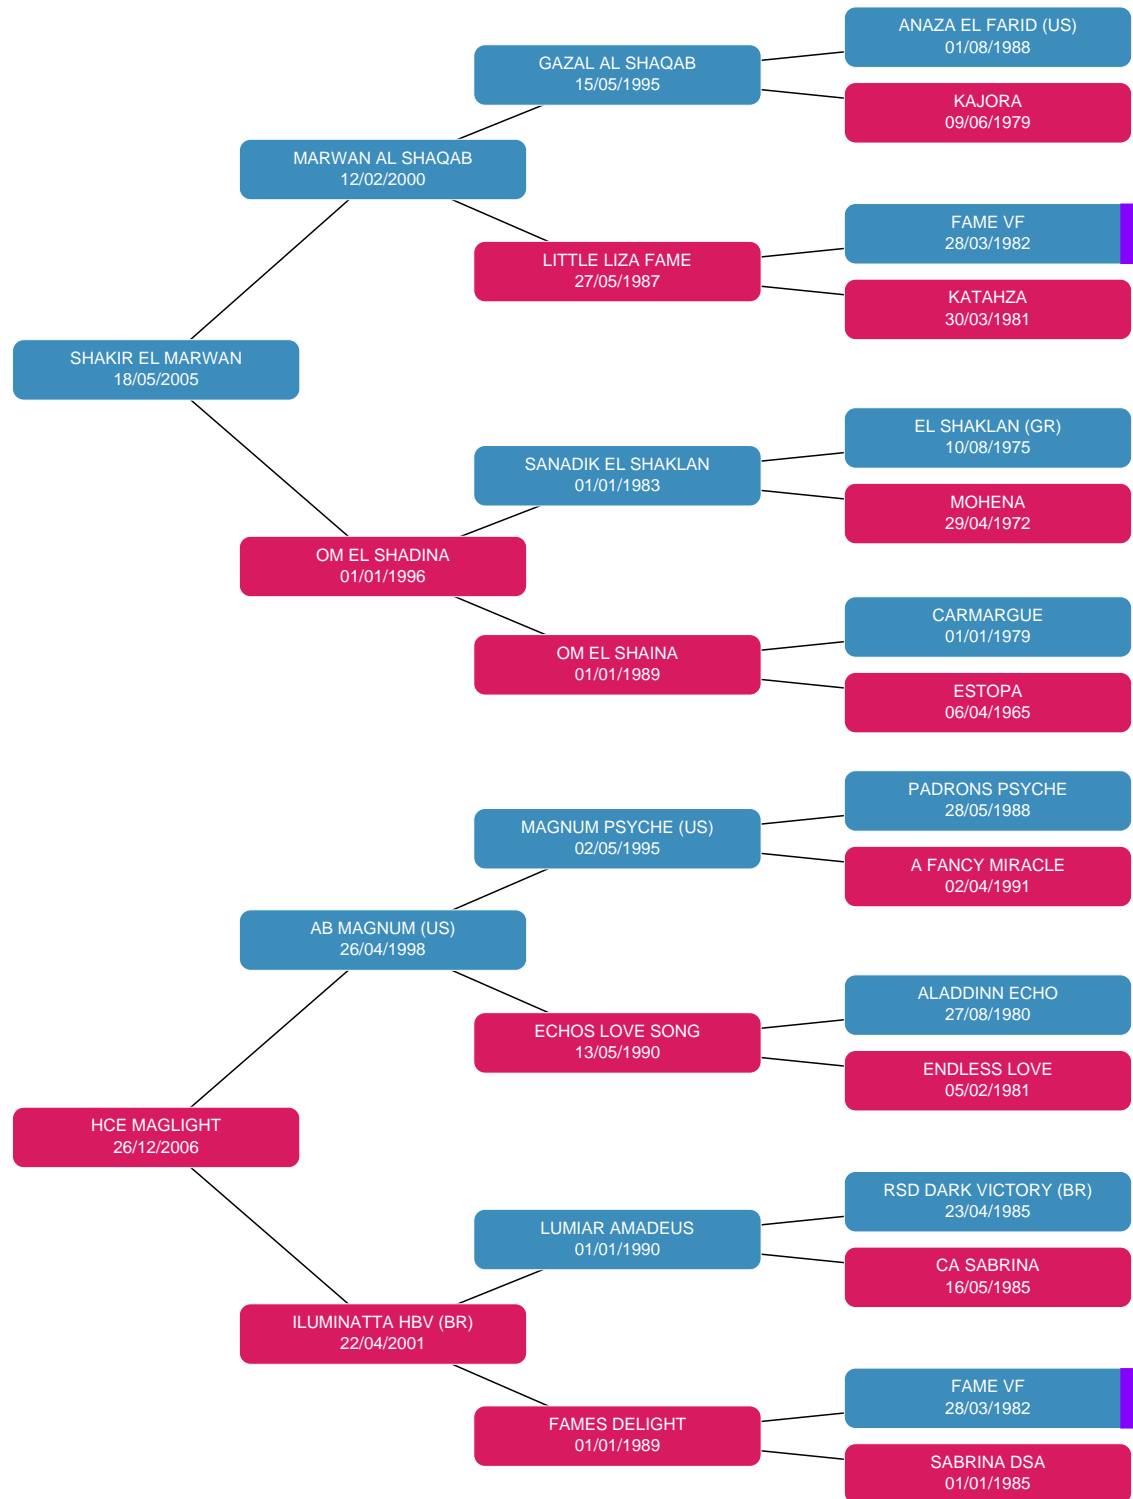 ANAZA EL FARID (US)
01/08/1988
GAZAL AL SHAQAB
15/05/1995
KAJORA
09/06/1979
MARWAN AL SHAQAB
12/02/2000
FAME VF
28/03/1982
LITTLE LIZA FAME
27/05/1987
KATAHZA
30/03/1981
SHAKIR EL MARWAN
18/05/2005
EL SHAKLAN (GR)
10/08/1975
SANADIK EL SHAKLAN
01/01/1983
MOHENA
29/04/1972
OM EL SHADINA
01/01/1996
CARMARGUE
01/01/1979
OM EL SHAINA
01/01/1989
ESTOPA
06/04/1965
PADRONS PSYCHE
28/05/1988
MAGNUM PSYCHE (US)
02/05/1995
A FANCY MIRACLE
02/04/1991
AB MAGNUM (US)
26/04/1998
ALADDINN ECHO
27/08/1980
ECHOS LOVE SONG
13/05/1990
ENDLESS LOVE
05/02/1981
HCE MAGLIGHT
26/12/2006
RSD DARK VICTORY (BR)
23/04/1985
LUMIAR AMADEUS
01/01/1990
CA SABRINA
16/05/1985
ILUMINATTA HBV (BR)
22/04/2001
FAME VF
28/03/1982
FAMES DELIGHT
01/01/1989
SABRINA DSA
01/01/1985